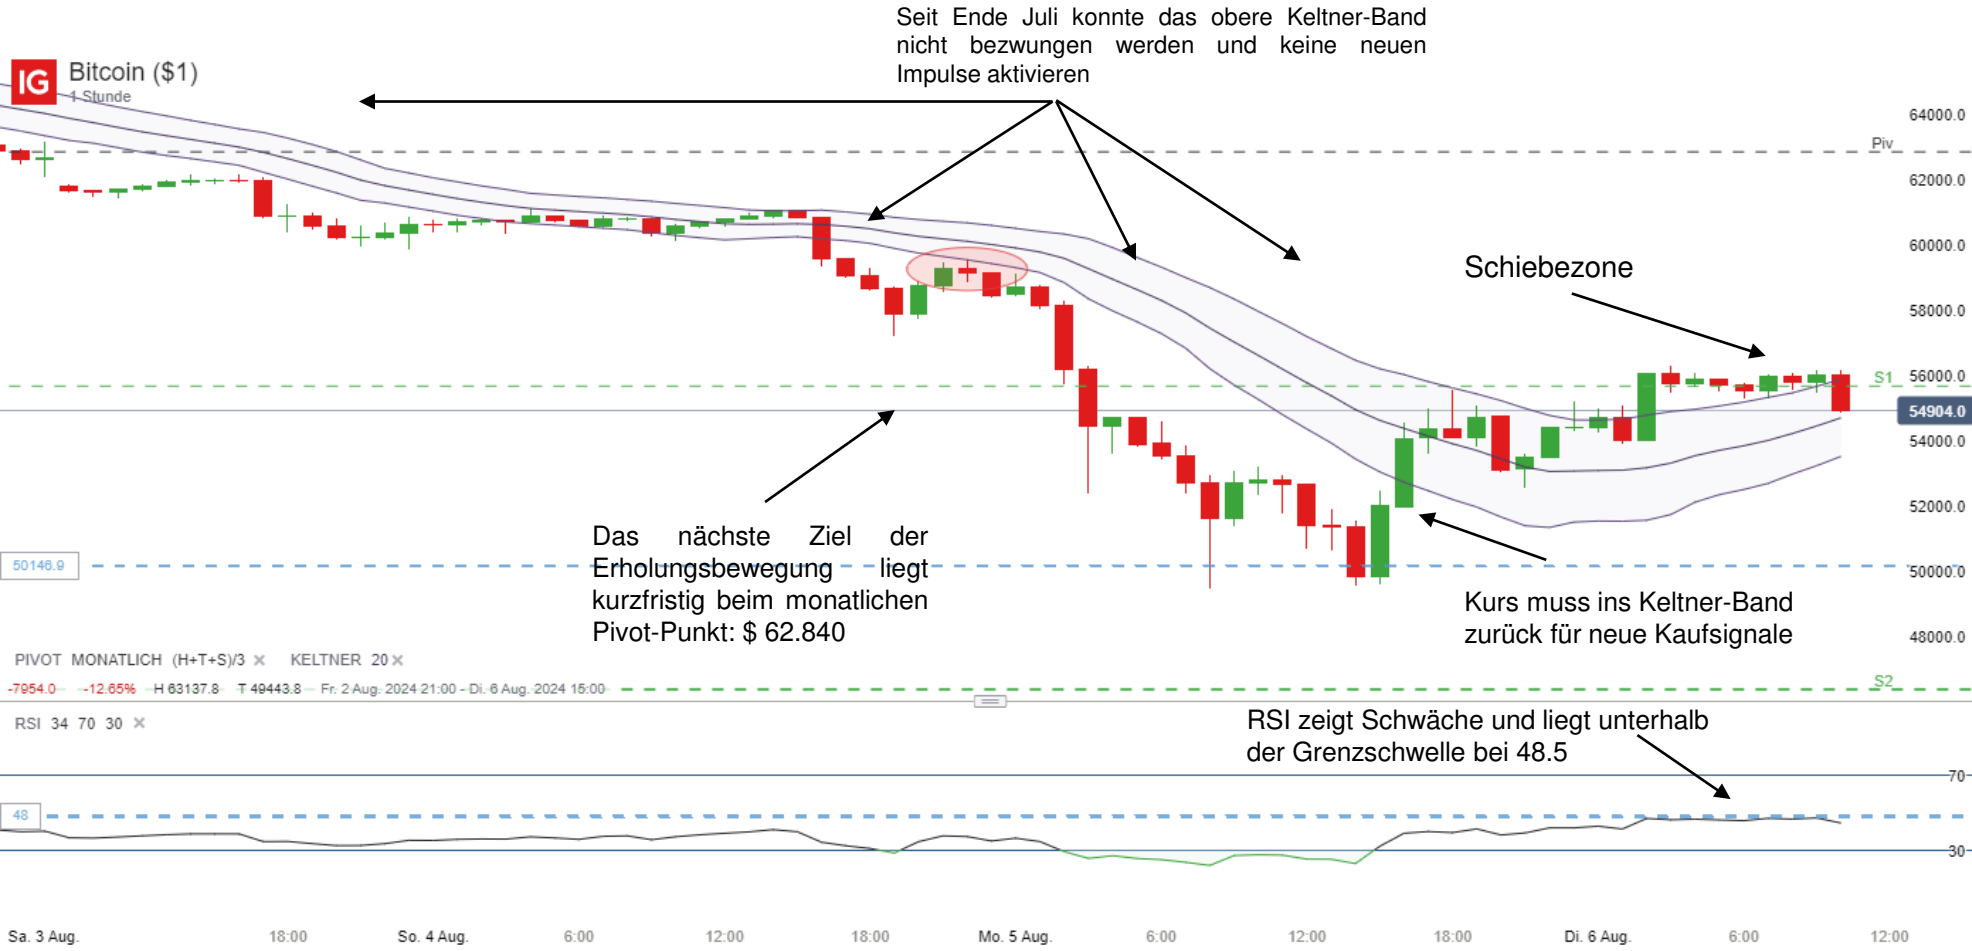 Seit Ende Juli konnte das obere Keltner-Band
nicht bezwungen werden und keine neuen
Impulse aktivieren
IG
Bitcoin ($1)
1 Stunde
64000.0
Piv
62000.0
60000.0
Schiebezone
58000.0
56000.0
S1
54904.0
54000.0
52000.0
Das nächste Ziel der
Erholungsbewegung liegt
kurzfristig beim monatlichen
Pivot-Punkt: $ 62.840
50146.9
50000.0
Kurs muss ins Keltner-Band
zurück für neue Kaufsignale
48000.0
PIVOT MONATLICH (H+T+S)/3 × KELTNER 20 ×
-7954.0 -12.65% H 63137.8 T 49443.8 Fr. 2 Aug. 2024 21:00 - Di. 6 Aug. 2024 15:00
S2
RSI 34 70 30 ×
RSI zeigt Schwäche und liegt unterhalb
der Grenzschwelle bei 48.5
70
48
30
Sa. 3 Aug. 18:00 So. 4 Aug. 6:00 12:00 18:00 Mo. 5 Aug. 6:00 12:00 18:00 Di. 6 Aug. 6:00 12:00